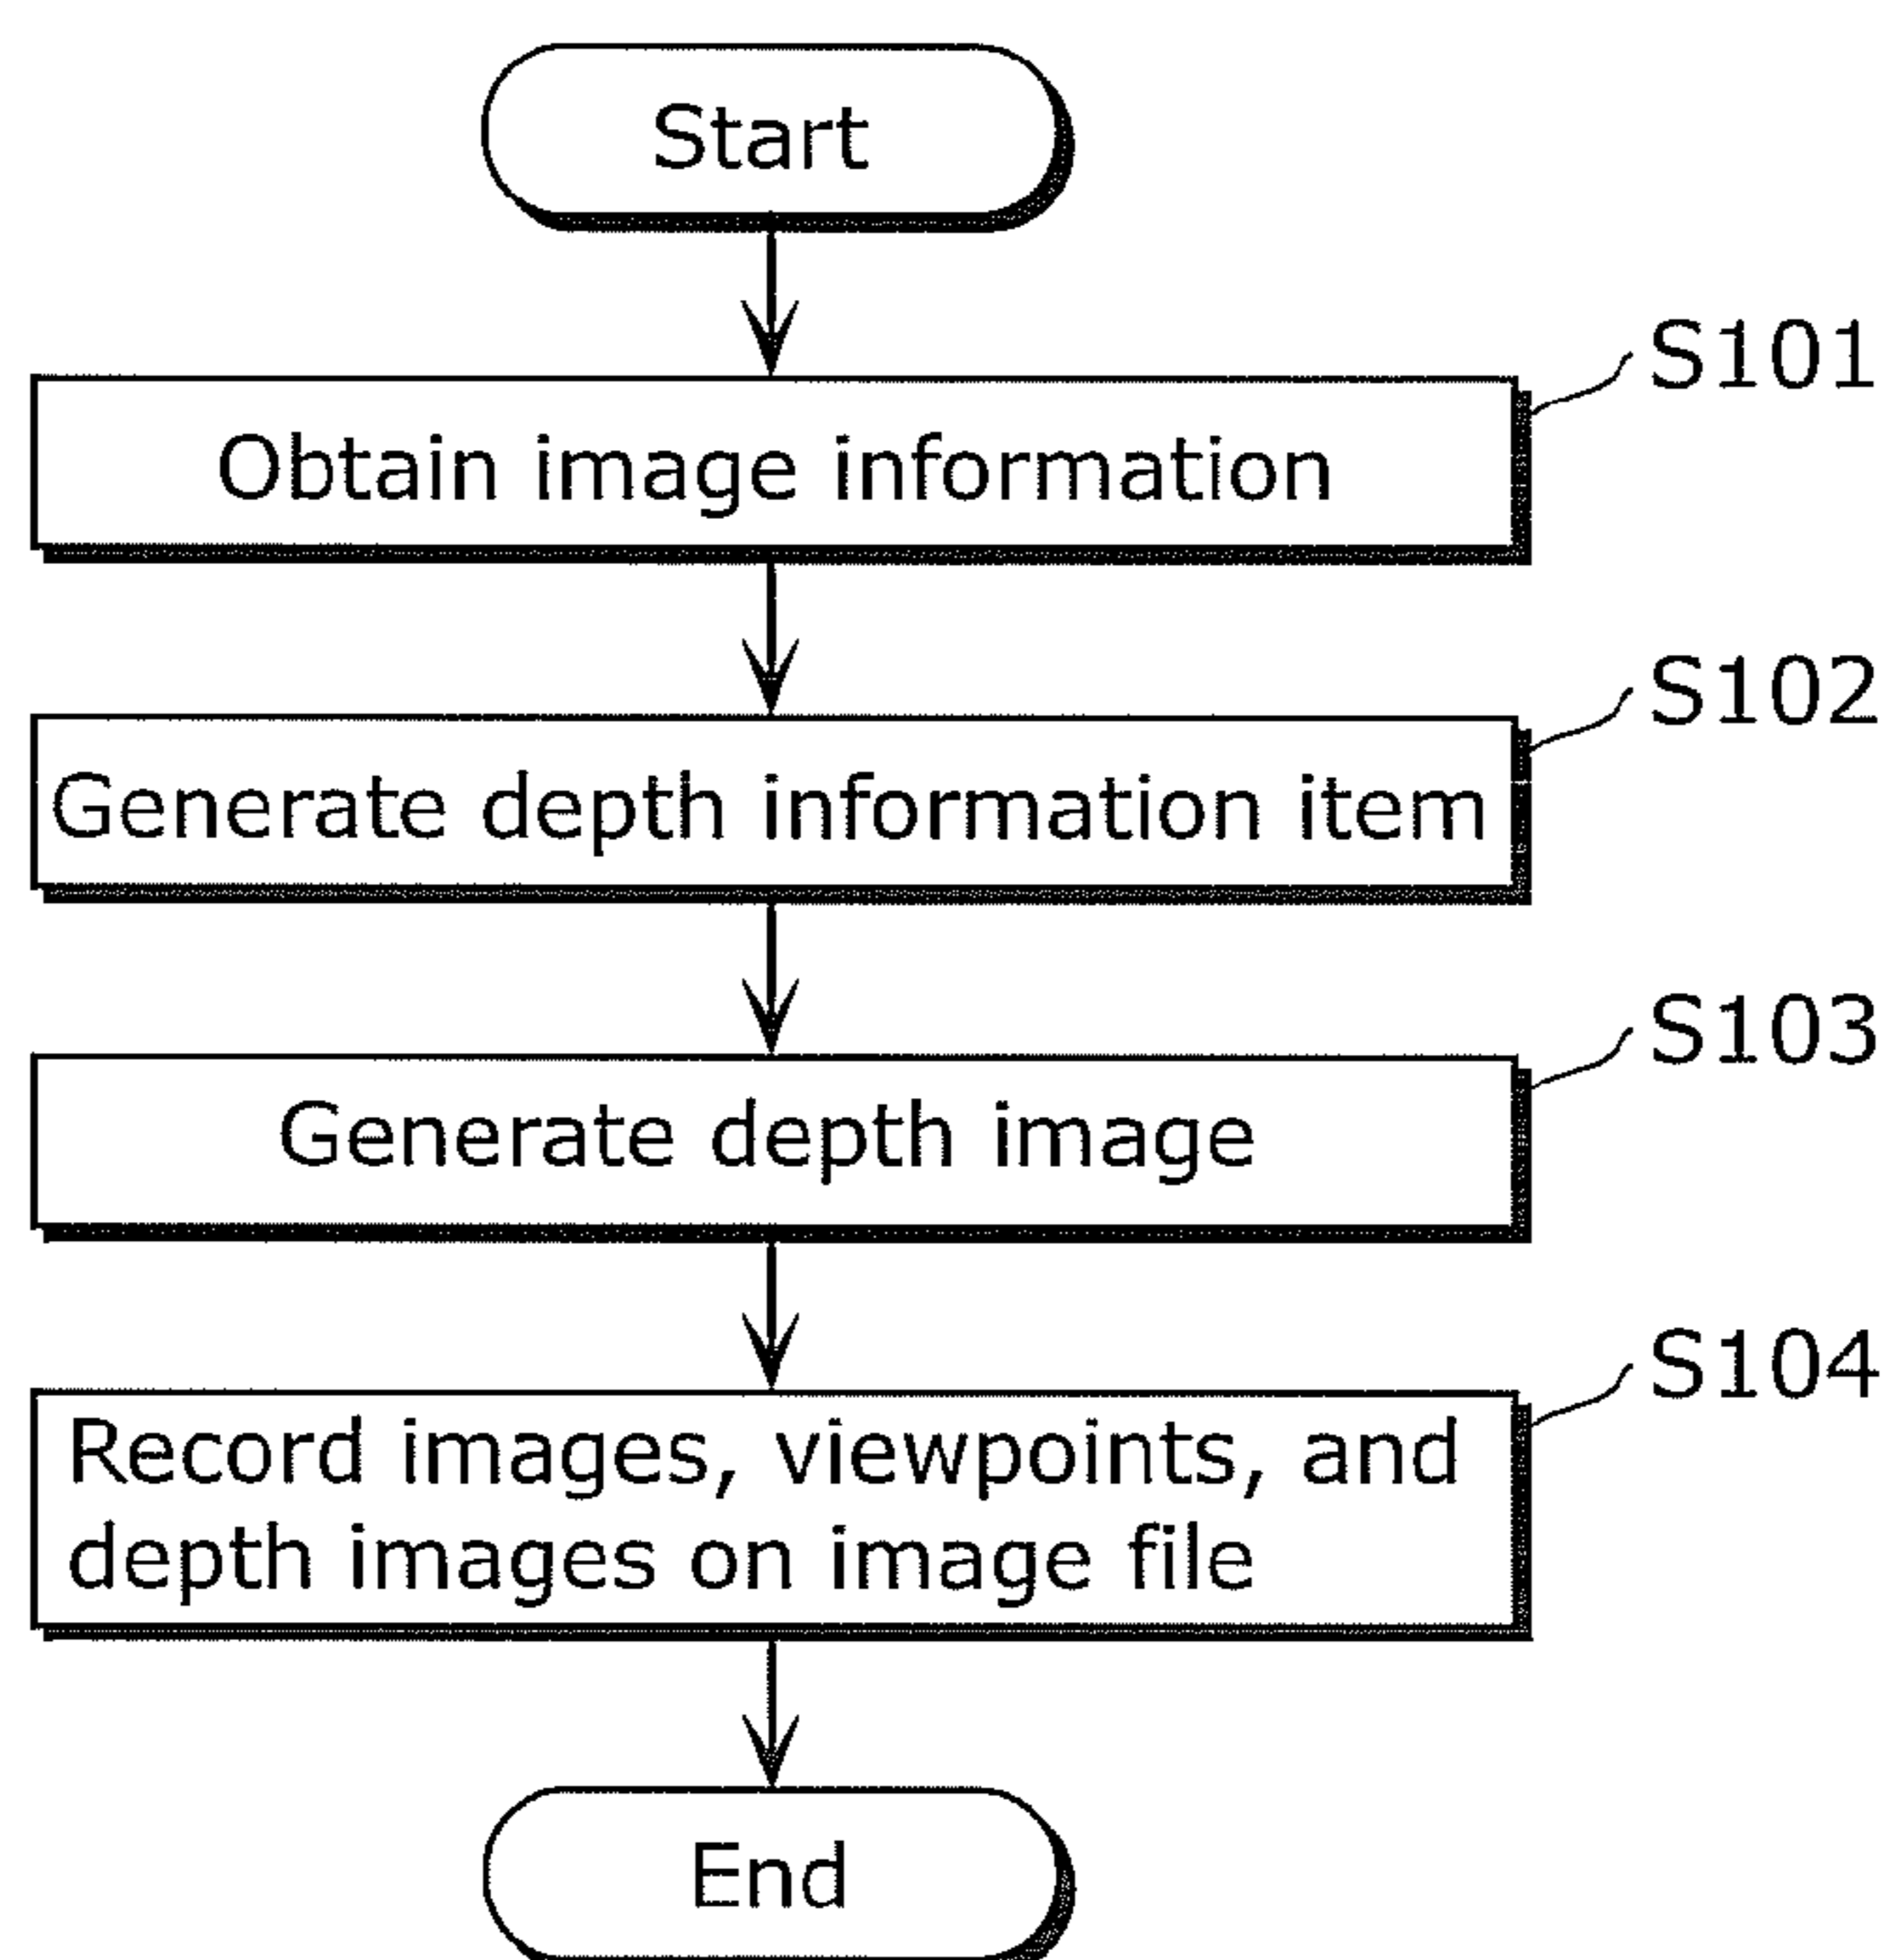 Start
S101
Obtain image information
S102
Generate depth information item
S103
Generate depth image
S104
Record images, viewpoints, and
depth images on image file
End